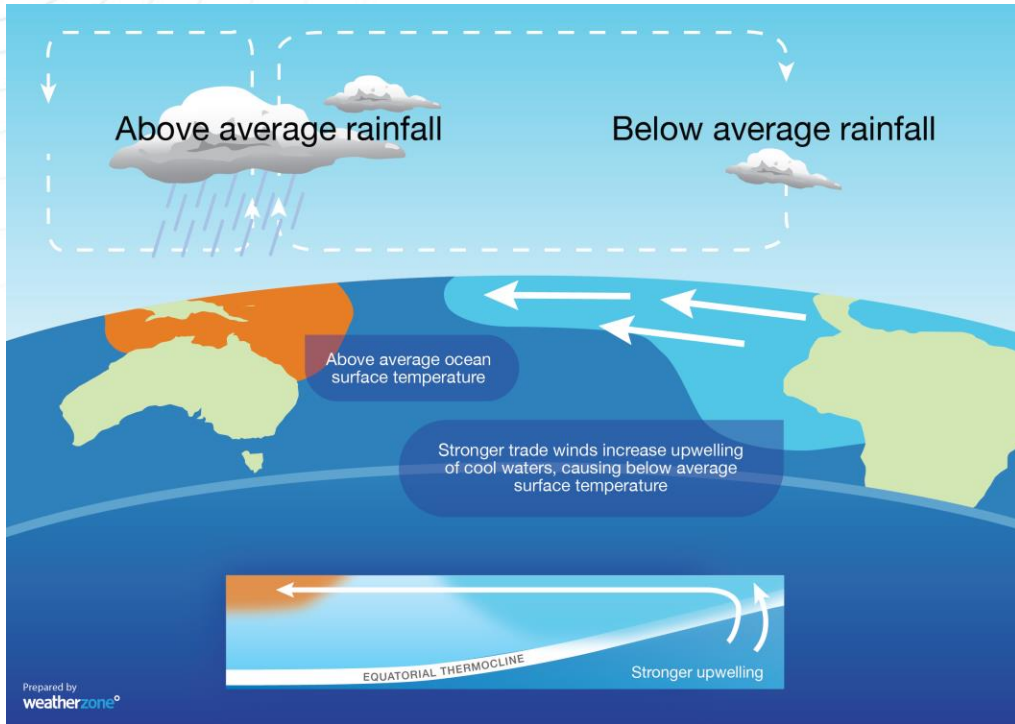 Above average rainfall
Below average rainfall
Above average ocean
surface temperature
Stronger trade winds increase upwelling
of cool waters, causing below average
surface temperature
EQUATORIAL THERMOCLINE
Stronger upwelling
Prepared by
weatherzone°